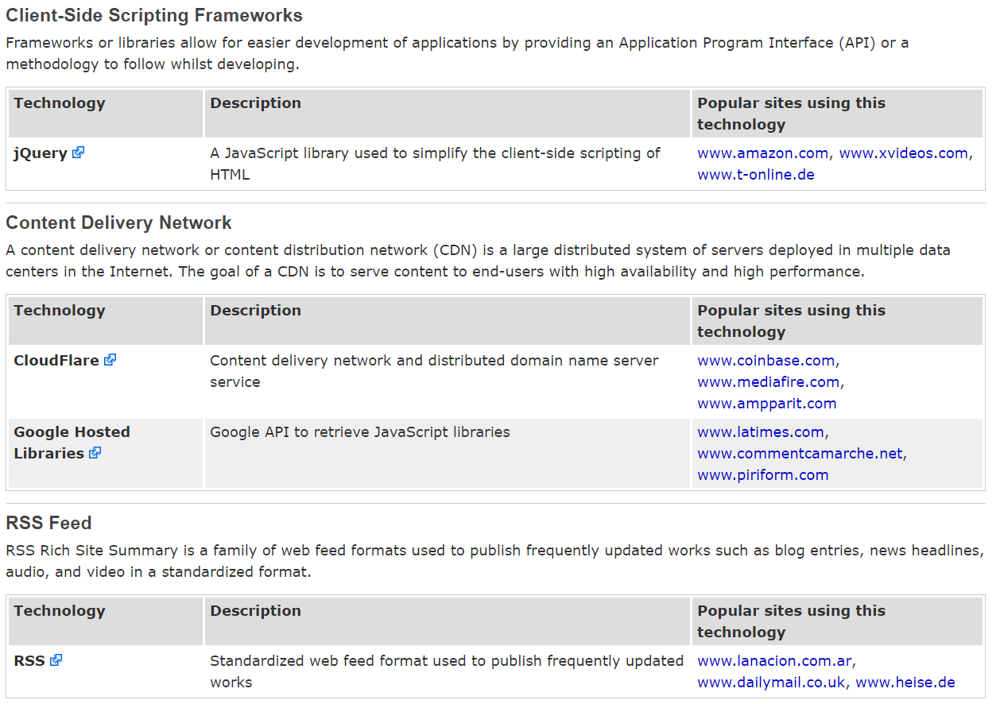 Client-Side Scripting Frameworks
Frameworks or libraries allow for easier development of applications by providing an Application Program Interface (API) or a
methodology to follow whilst developing.
Technology Description Popular sites using this
technology
jQuery A JavaScript library used to simplify the client-side scripting of www.amazon.com, www.xvideos.com,
HTML www.t-online.de
Content Delivery Network
A content delivery network or content distribution network (CDN) is a large distributed system of servers deployed in multiple data
centers in the Internet. The goal of a CDN is to serve content to end-users with high availability and high performance.
Technology Description Popular sites using this
technology
CloudFlare Content delivery network and distributed domain name server www.coinbase.com,
service www.mediafire.com,
www.ampparit.com
Google Hosted Google API to retrieve JavaScript libraries www.latimes.com,
Libraries www.commentcamarche.net,
www.piriform.com
RSS Feed
RSS Rich Site Summary is a family of web feed formats used to publish frequently updated works such as blog entries, news headlines,
audio, and video in a standardized format.
Technology Description Popular sites using this
technology
RSS Standardized web feed format used to publish frequently updated www.lanacion.com.ar,
works www.dailymail.co.uk, www.heise.de